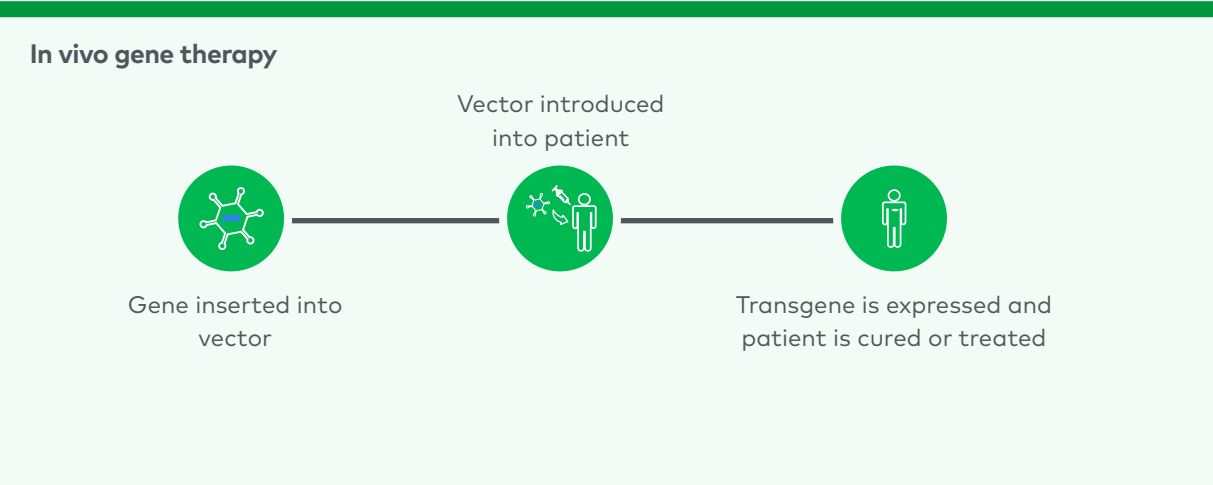 In vivo gene therapy
Vector introduced
into patient
Gene inserted into
vector
Transgene is expressed and
patient is cured or treated